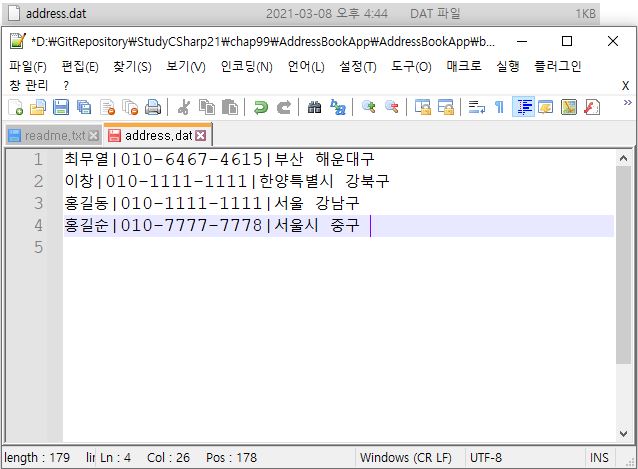 address.dat 2021-03-08 오후 4:44 DAT 파일 1KB
*D:\GitRepository\StudyCSharp21\chap99\AddressBookApp\AddressBookApp\b...
파일(F) 편집(E) 찾기(S) 보기(V) 인코딩(N) 언어(L) 설정(T) 도구(O) 매크로 실행 플러그인
창 관리 ? X
readme.txt address.dat
1 최무열|010-6467-4615|부산 해운대구
2 이창|010-1111-1111|한양특별시 강북구
3 홍길동|010-1111-1111|서울 강남구
4 홍길순|010-7777-7778|서울시 중구
5
length : 179 Ln : 4 Col : 26 Pos : 178 Windows (CR LF) UTF-8 INS